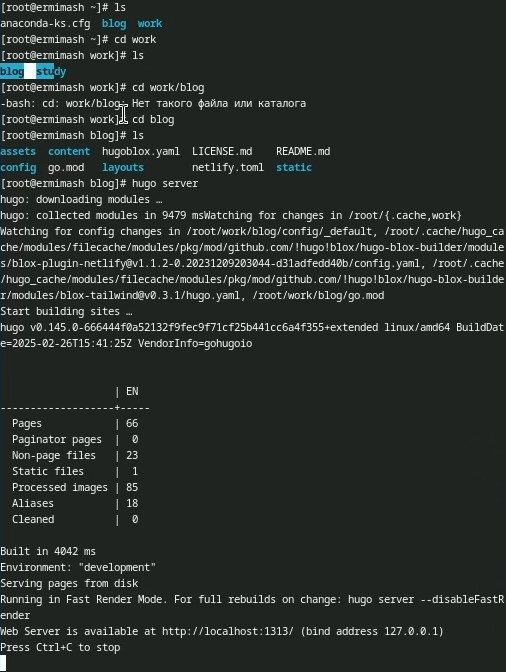 [root@ermimash ~]# ls
anaconda-ks.cfg  blog  work
[root@ermimash ~]# cd work
[root@ermimash work]# ls
blog  study
[root@ermimash work]# cd work/blog
-bash: cd: work/blog: Нет такого файла или каталога
[root@ermimash work]# cd blog
[root@ermimash blog]# ls
assets  content  hugoblox.yaml  LICENSE.md  README.md
config  go.mod  layouts  netlify.toml  static
[root@ermimash blog]# hugo server
hugo: downloading modules …
hugo: collected modules in 9479 msWatching for changes in /root/{.cache,work}
Watching for config changes in /root/work/blog/config/_default, /root/.cache/hugo_ca
che/modules/filecache/modules/pkg/mod/github.com/!hugo!blox/hugo-blox-builder/module
s/blox-plugin-netlify@v1.1.2-0.20231209203044-d31adfedd40b/config.yaml, /root/.cache
/hugo_cache/modules/filecache/modules/pkg/mod/github.com/!hugo!blox/hugo-blox-builde
r/modules/blox-tailwind@v0.3.1/hugo.yaml, /root/work/blog/go.mod
Start building sites …
hugo v0.145.0-666444f0a52132f9fec9f71cf25b441cc6a4f355+extended linux/amd64 BuildDat
e=2025-02-26T15:41:25Z VendorInfo=gohugoio
| EN
-------------------+-----
Pages | 66
Paginator pages | 0
Non-page files | 23
Static files | 1
Processed images | 85
Aliases | 18
Cleaned | 0
Built in 4042 ms
Environment: "development"
Serving pages from disk
Running in Fast Render Mode. For full rebuilds on change: hugo server --disableFastR
ender
Web Server is available at http://localhost:1313/ (bind address 127.0.0.1)
Press Ctrl+C to stop